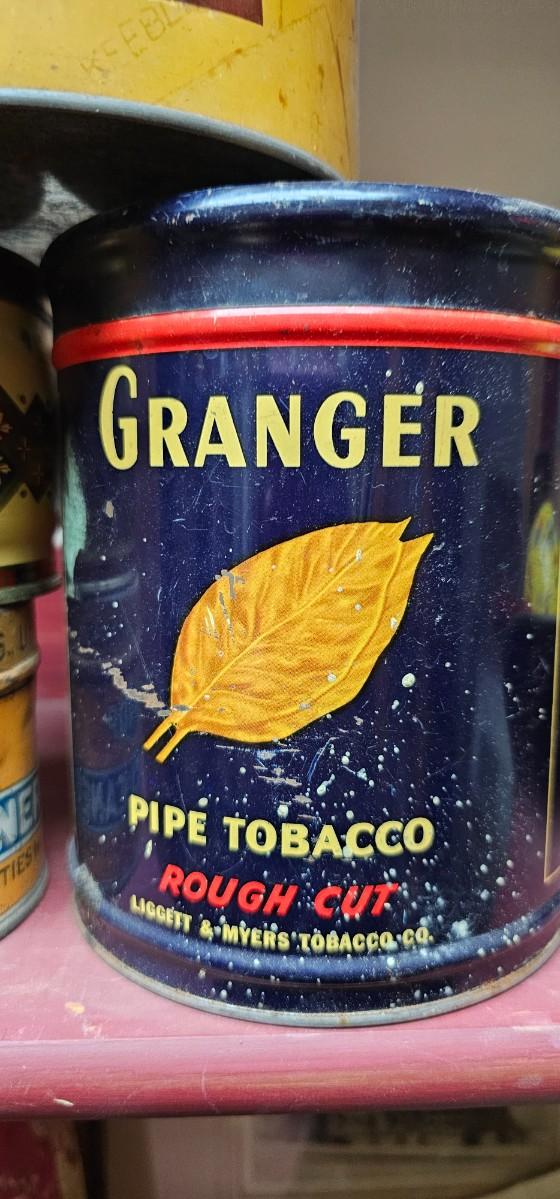 GRANGER
PIPE TOBACCO
ROUGH CUT
LIGGETT & MYERS TOBACCO CO.